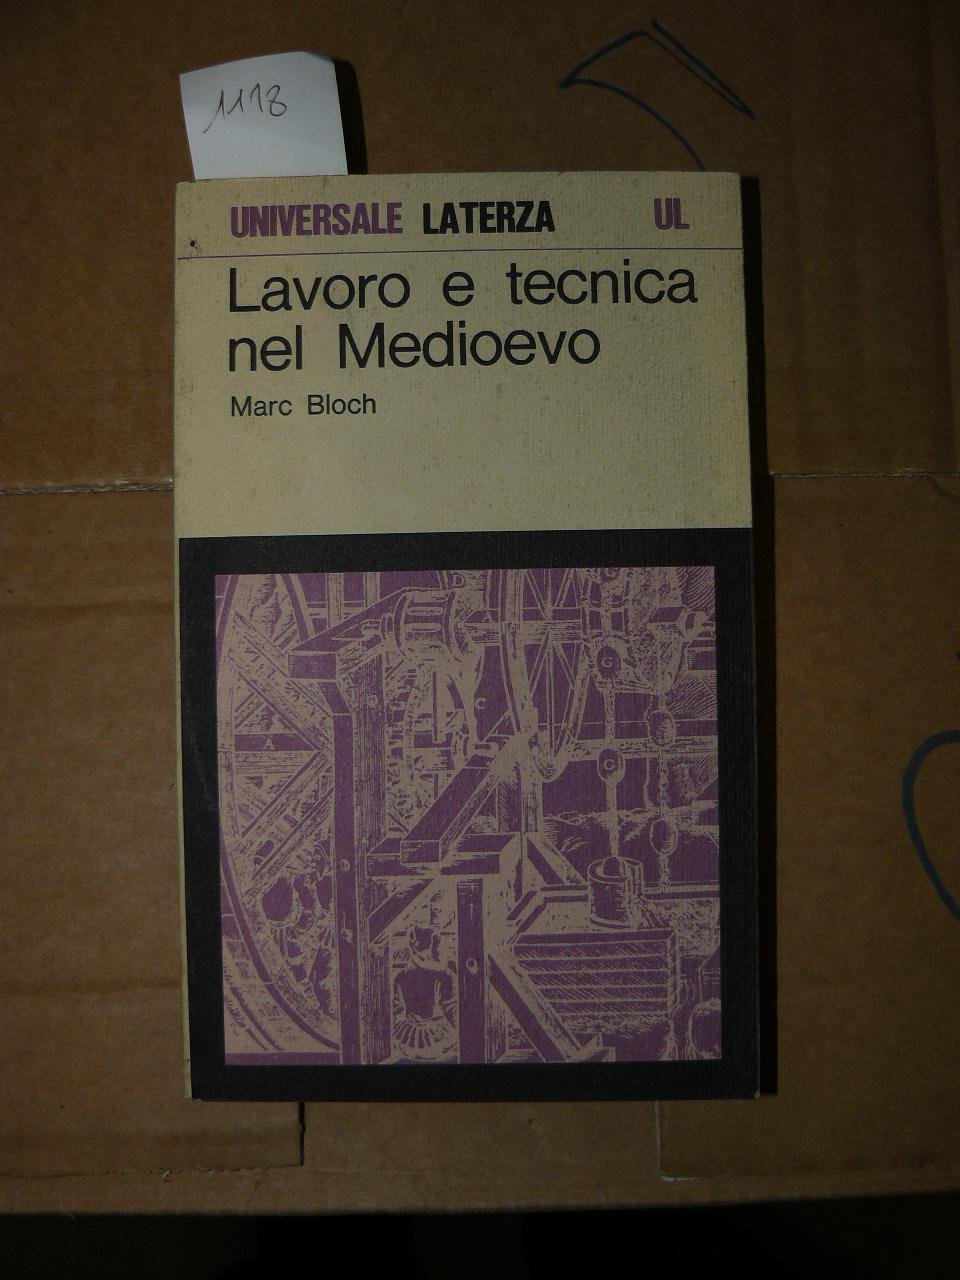 1118
UNIVERSALE LATERZA UL
Lavoro e tecnica
nel Medioevo
Marc Bloch
D
G
G
C
A
C